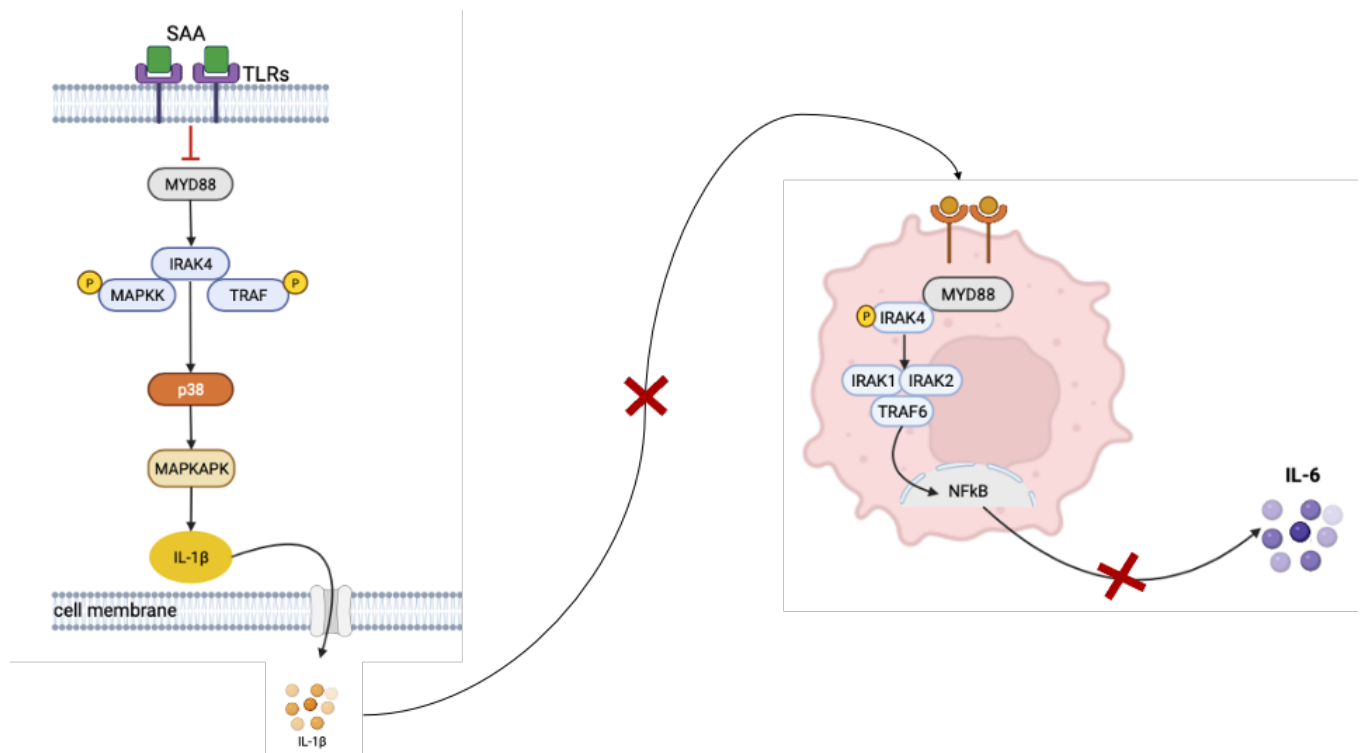 SAA
TLRs
MYD88
IRAK4
P
MAPKK
TRAF
P
p38
MAPKAPK
IL-1β
cell membrane
IL-1β
MYD88
P
IRAK4
IRAK1
IRAK2
TRAF6
NFkB
IL-6